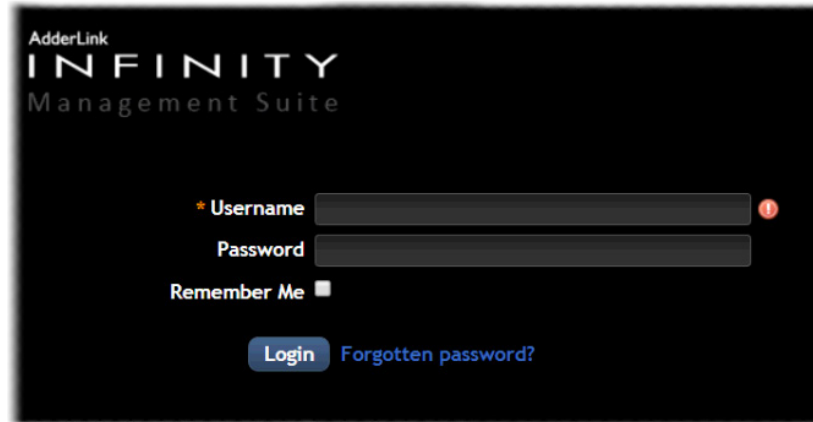 AdderLink
INFINITY
Management Suite
* Username
Password
Remember Me
Login Forgotten password?